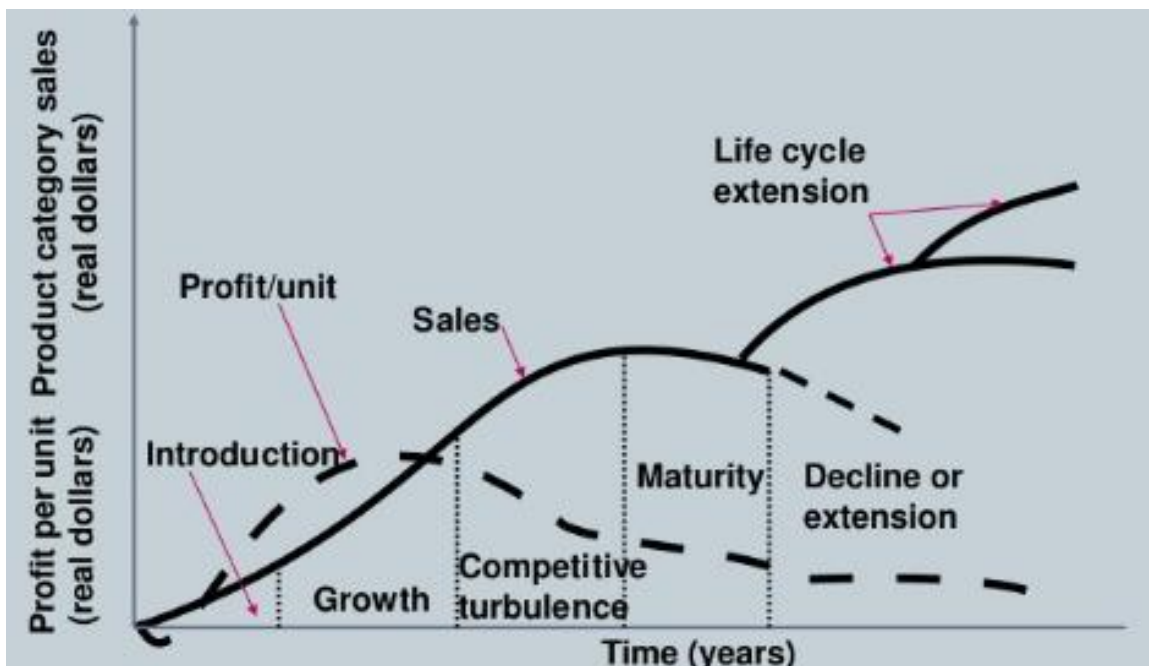 Product category sales
(real dollars)
Profit per unit
(real dollars)
Life cycle
extension
Profit/unit
Sales
Introduction
Growth
Competitive
turbulence
Maturity
Decline or
extension
Time (years)